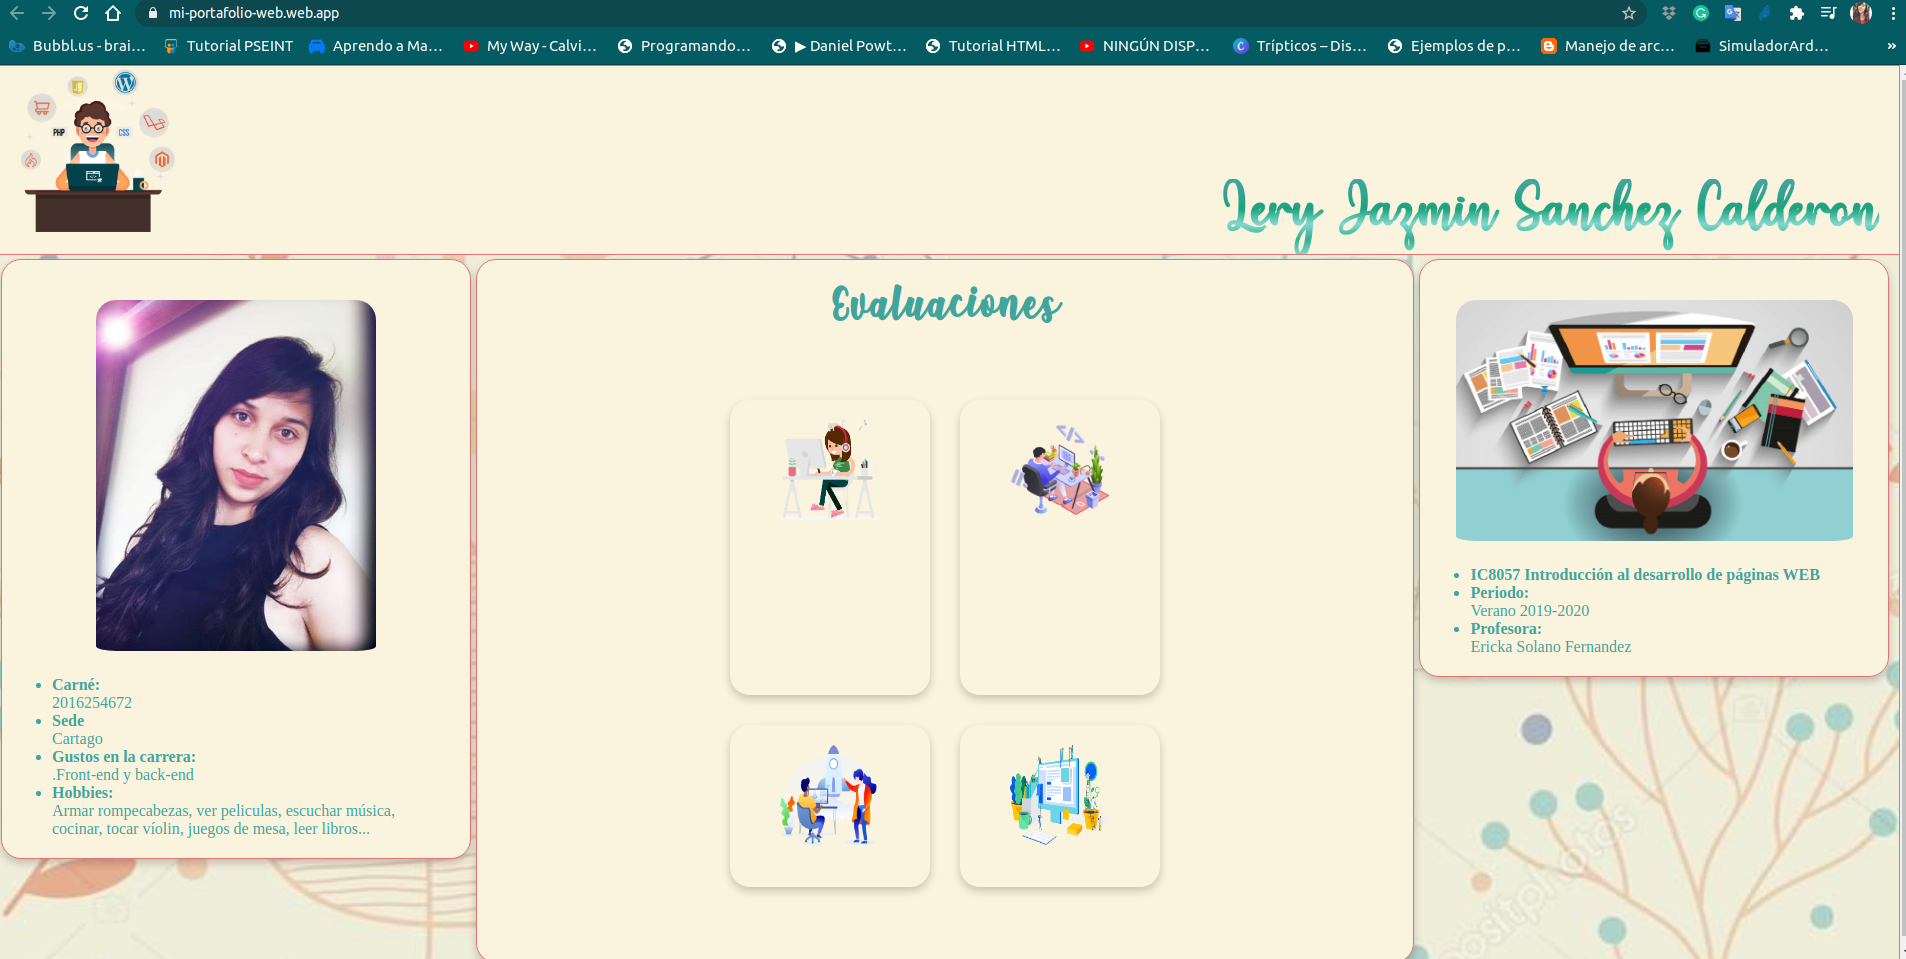 mi-portafolio-web.web.app
Bubbl.us - brai…
Tutorial PSEINT
Aprendo a Ma…
My Way - Calvi…
Programando…
▶ Daniel Powt…
Tutorial HTML…
NINGÚN DISP…
Trípticos – Dis…
Ejemplos de p…
Manejo de arc…
SimuladorArd…
»
PHP
CSS
Lery Jazmin Sanchez Calderon
Evaluaciones
Carné:
2016254672
Sede
Cartago
Gustos en la carrera:
.Front-end y back-end
Hobbies:
Armar rompecabezas, ver peliculas, escuchar música,
cocinar, tocar víolin, juegos de mesa, leer libros...
IC8057 Introducción al desarrollo de páginas WEB
Periodo:
Verano 2019-2020
Profesora:
Ericka Solano Fernandez